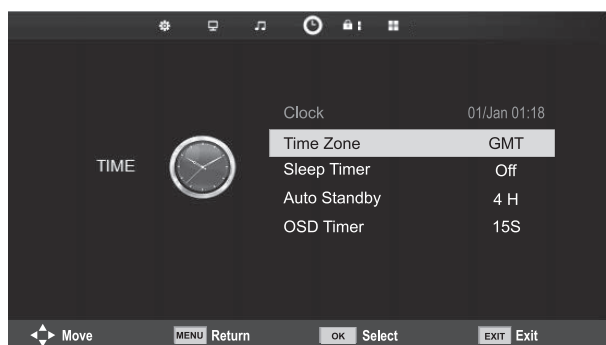 Clock 01/Jan 01:18
Time Zone GMT
TIME
Sleep Timer Off
Auto Standby 4 H
OSD Timer 15S
Move MENU Return OK Select EXIT Exit